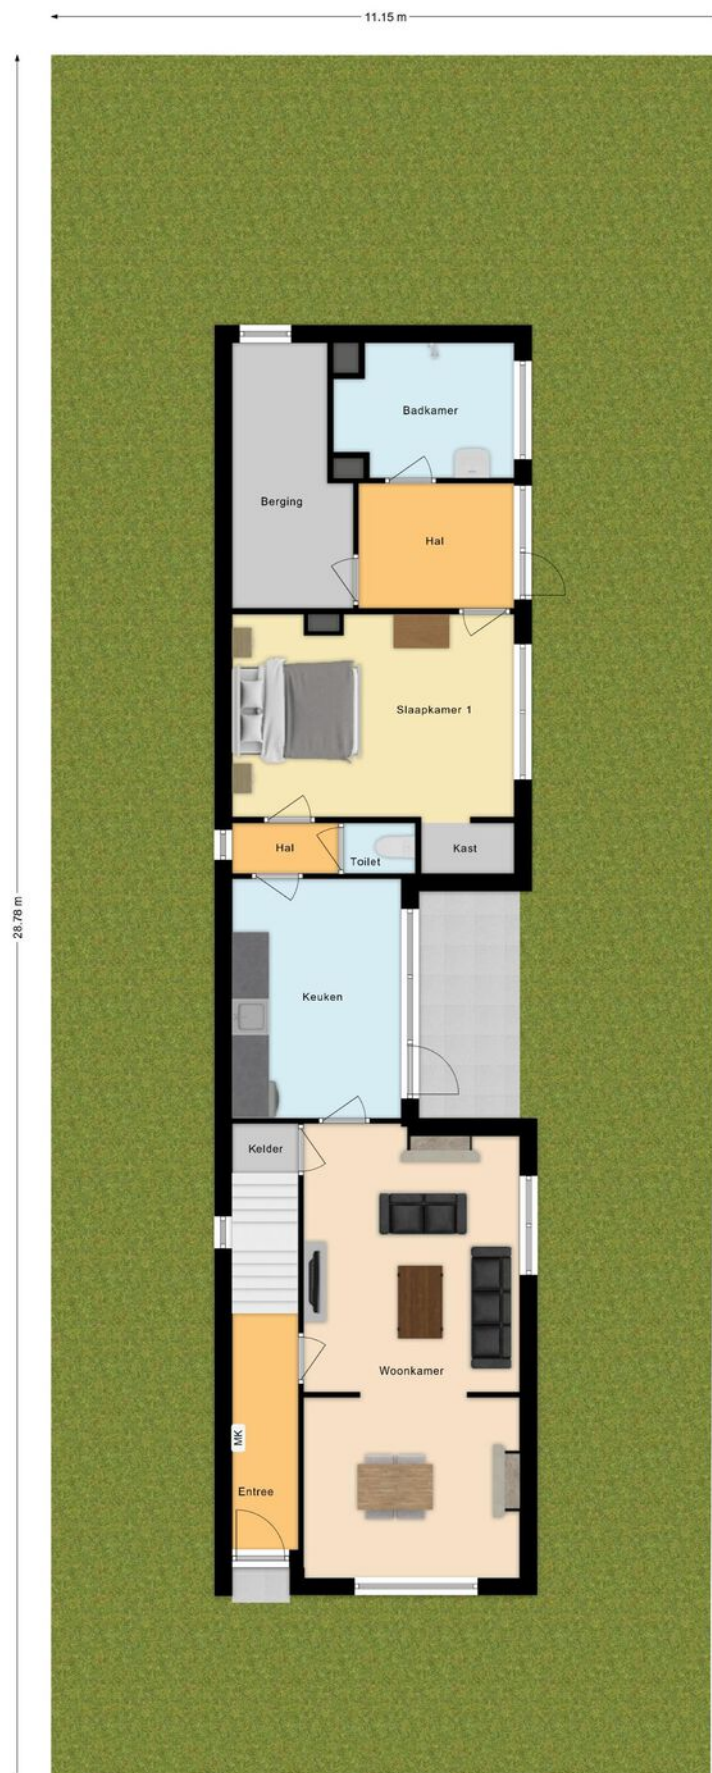 11.15 m
Badkamer
Berging
Hal
Slaapkamer 1
Hal
Toilet
Kast
28.78 m
Keuken
Kelder
Woonkamer
MK
Entree